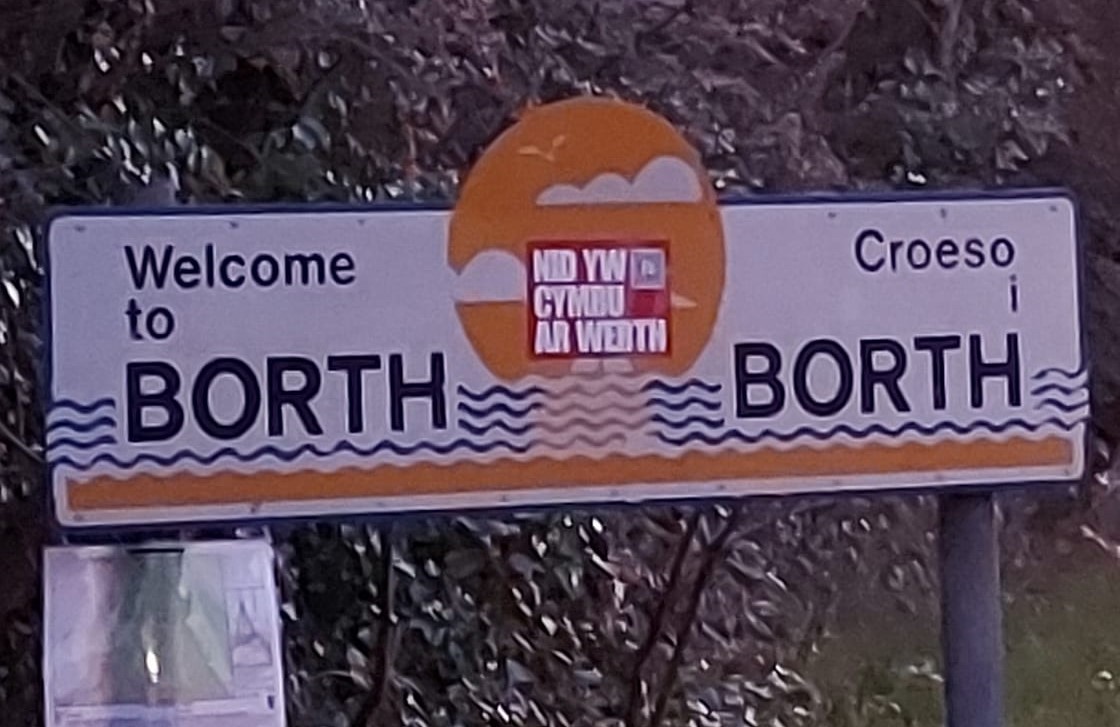 Welcome
to
BORTH
NID YW
CYMRU
AR WERTH
Croeso
i
BORTH